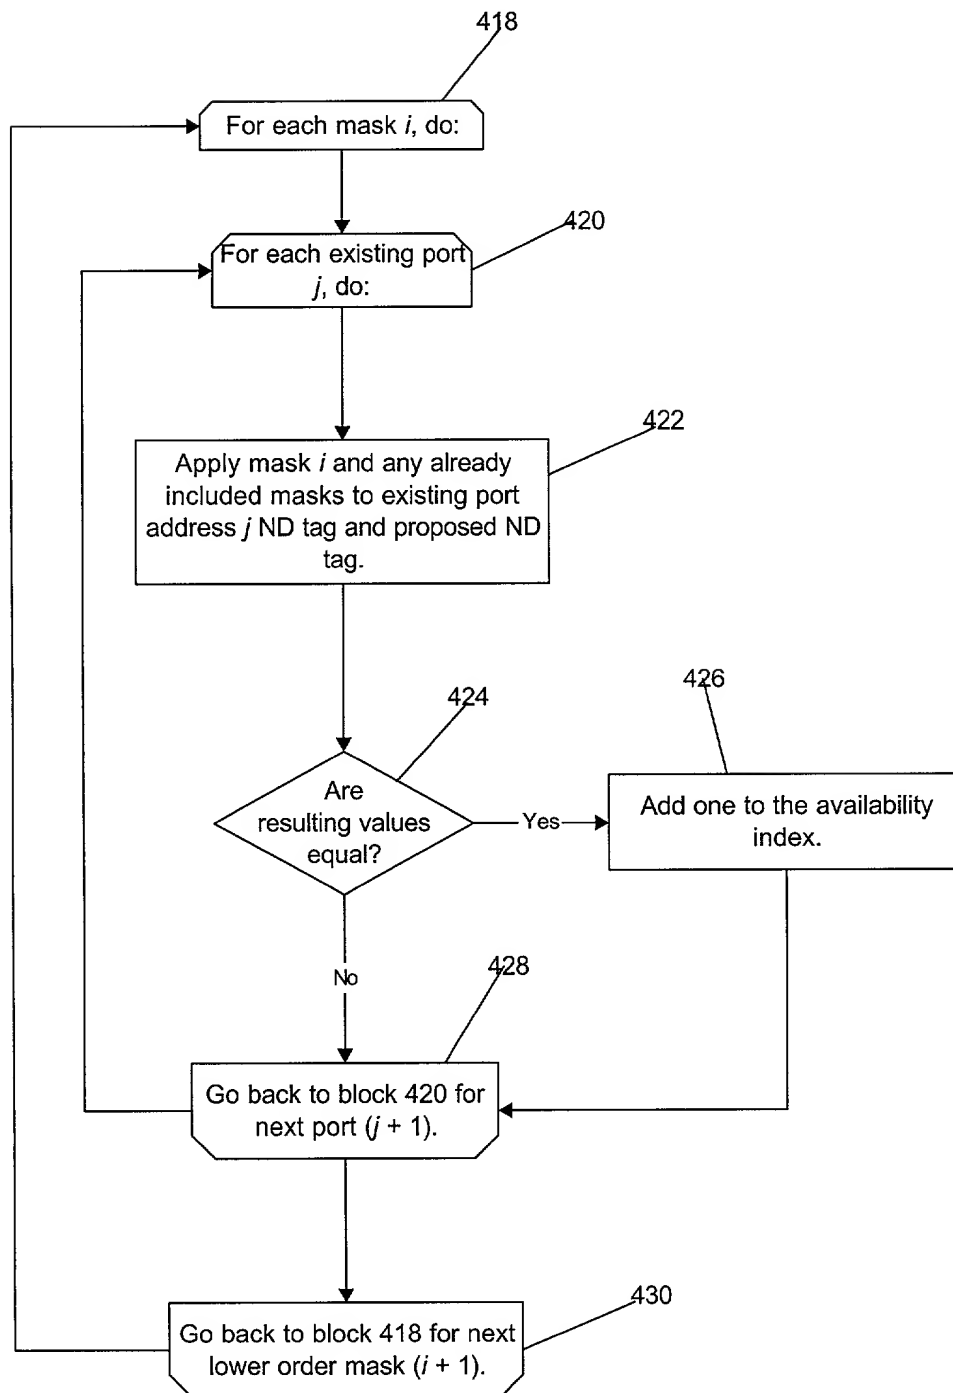 418
For each mask i, do:
420
For each existing port
j, do:
422
Apply mask i and any already
included masks to existing port
address j ND tag and proposed ND
tag.
424
426
Are
resulting values
equal?
Yes
Add one to the availability
index.
No
428
Go back to block 420 for
next port (j + 1).
430
Go back to block 418 for next
lower order mask (i + 1).